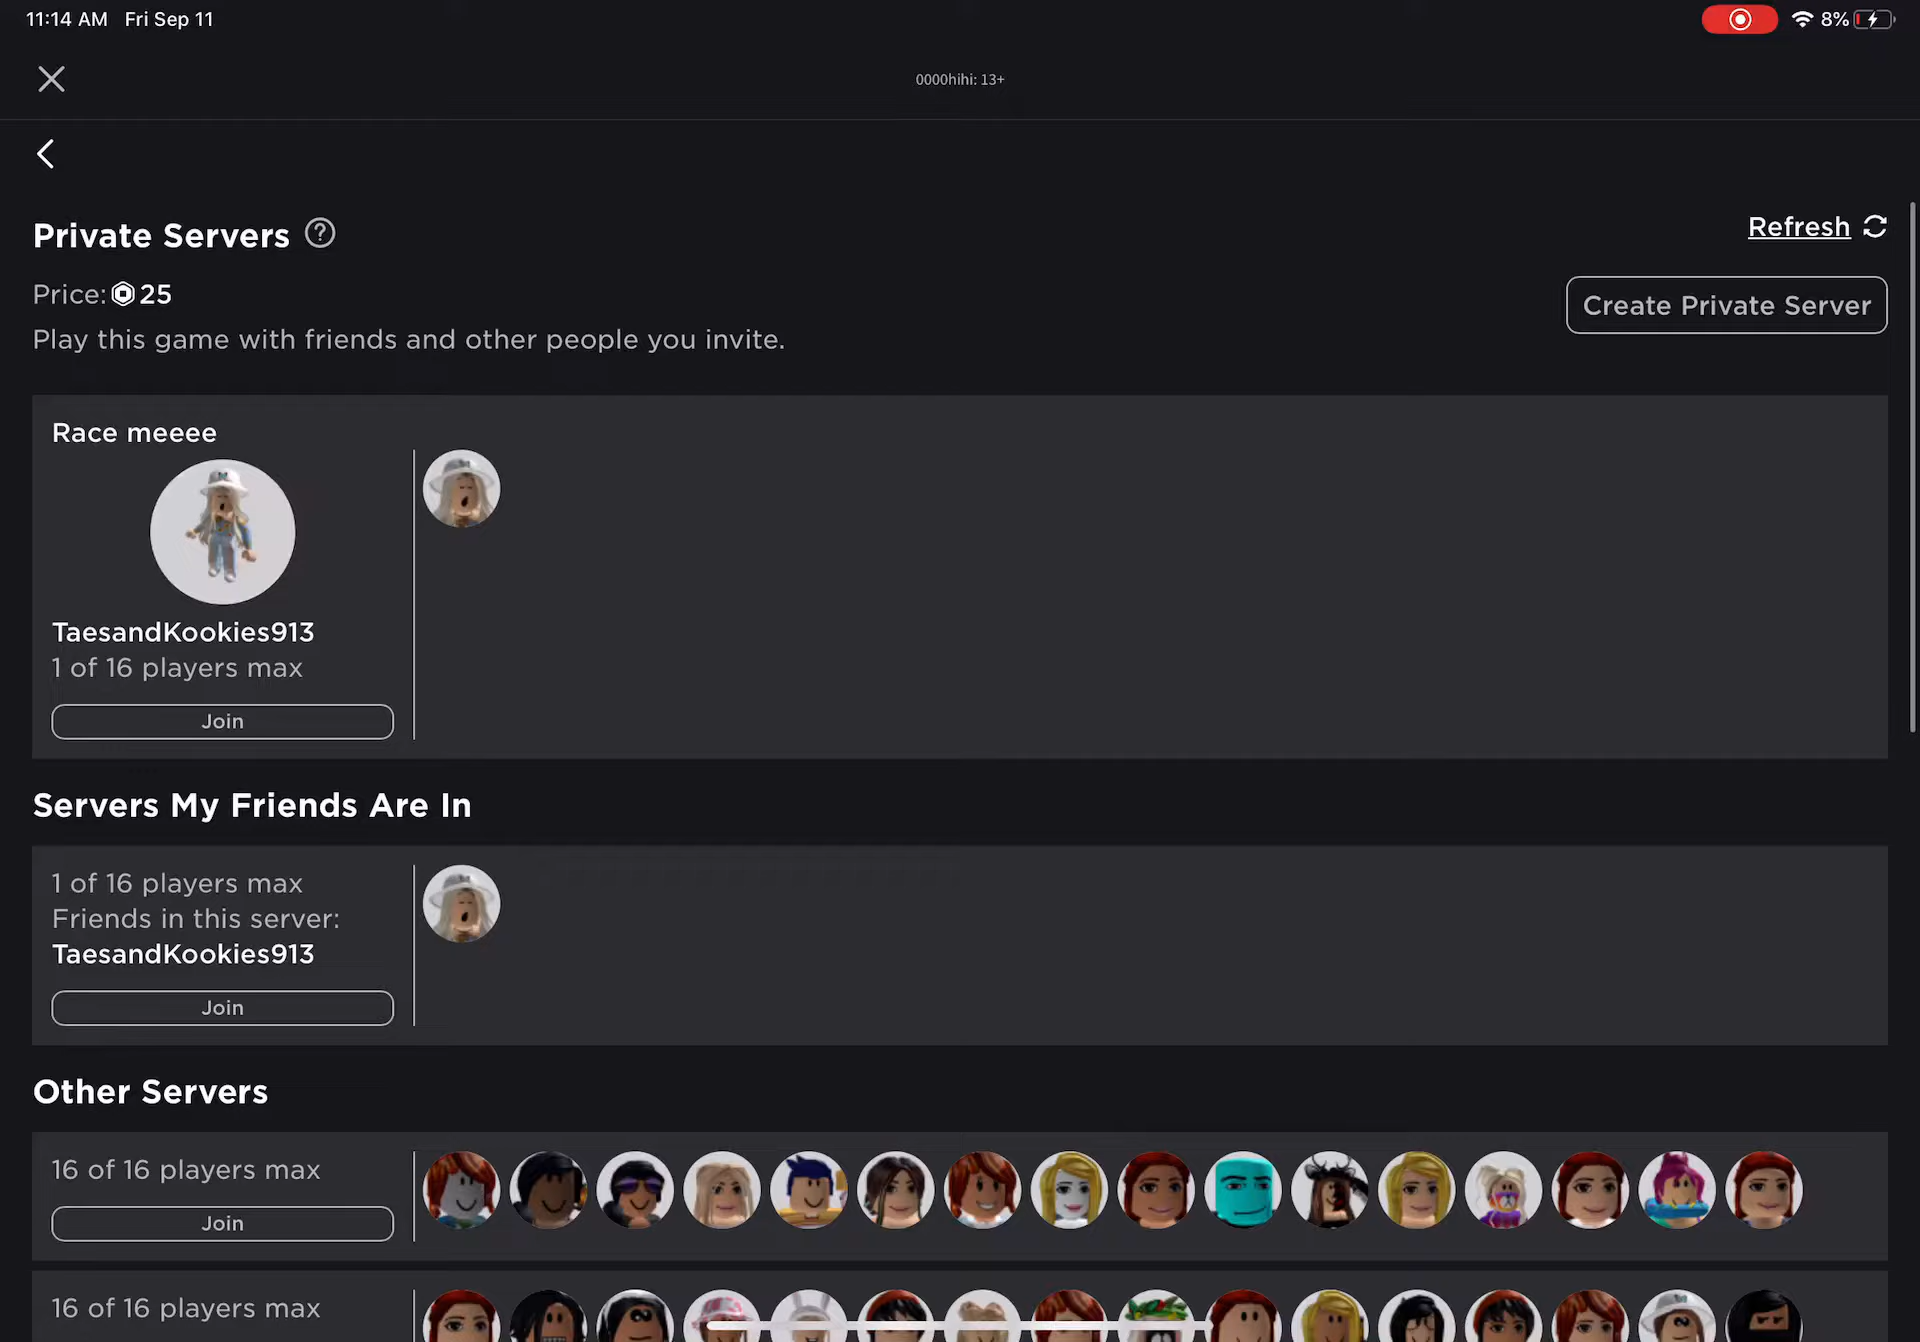 11:14 AM Fri Sep 11
8%
0000hihi: 13+
Private Servers ?
Refresh
Price: 25
Create Private Server
Play this game with friends and other people you invite.
Race meeee
TaesandKookies913
1 of 16 players max
Join
Servers My Friends Are In
1 of 16 players max
Friends in this server:
TaesandKookies913
Join
Other Servers
16 of 16 players max
Join
16 of 16 players max